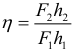 η = F₂h₂ / F₁h₁